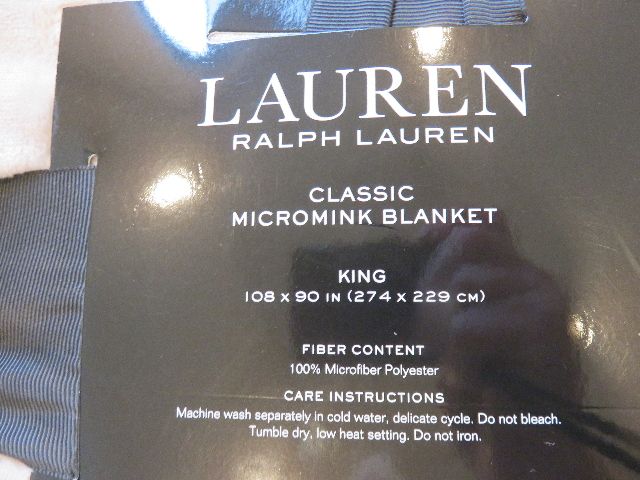 LAUREN
RALPH LAUREN
CLASSIC
MICROMINK BLANKET
KING
108 x 90 IN (274 x 229 CM)
FIBER CONTENT
100% Microfiber Polyester
CARE INSTRUCTIONS
Machine wash separately in cold water, delicate cycle. Do not bleach.
Tumble dry, low heat setting. Do not iron.